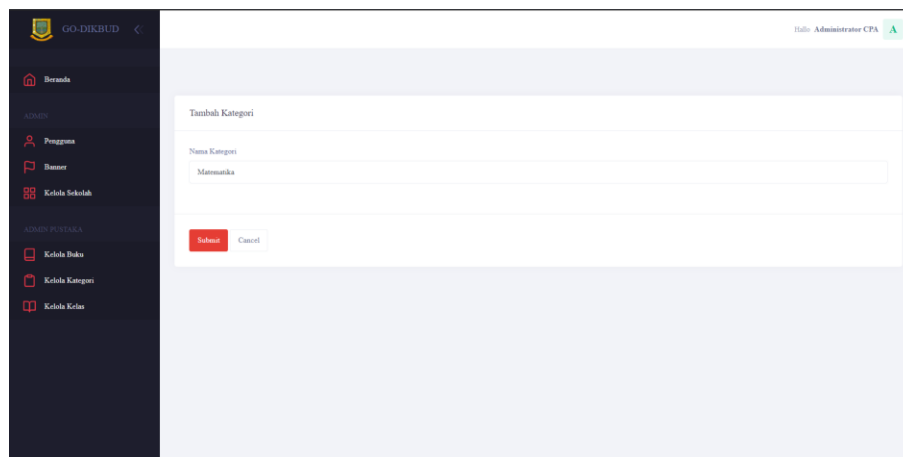 GO-DIKBUD
Hallo Administrator CPA A
Beranda
ADMIN
Pengguna
Banner
Kelola Sekolah
ADMIN PUSTAKA
Kelola Buku
Kelola Kategori
Kelola Kelas
Tambah Kategori
Nama Kategori
Matematika
Submit Cancel